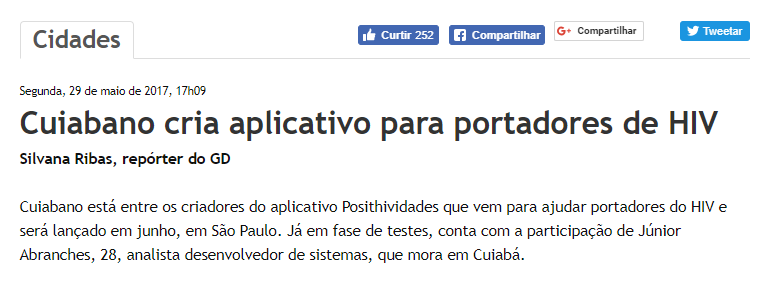 Cidades
Curtir 252
Compartilhar
G+ Compartilhar
Tweetar
Segunda, 29 de maio de 2017, 17h09
Cuiabano cria aplicativo para portadores de HIV
Silvana Ribas, repórter do GD
Cuiabano está entre os criadores do aplicativo Posithividades que vem para ajudar portadores do HIV e
será lançado em junho, em São Paulo. Já em fase de testes, conta com a participação de Júnior
Abranches, 28, analista desenvolvedor de sistemas, que mora em Cuiabá.